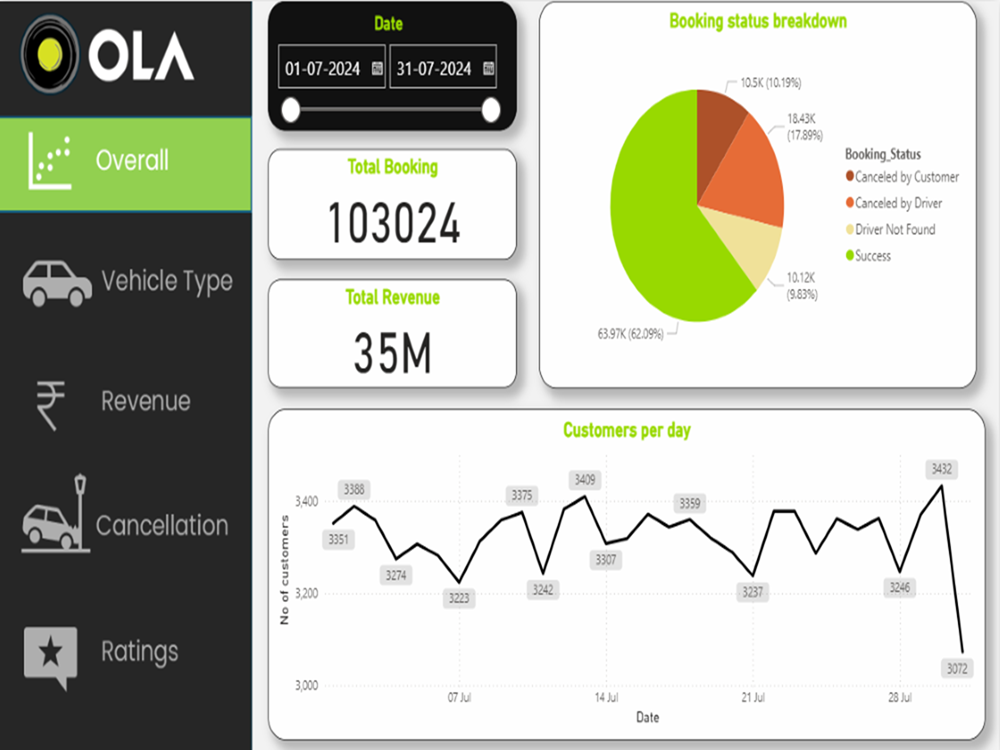 OLA
Overall
Vehicle Type
Revenue
Cancellation
Ratings
Date
01-07-2024
31-07-2024
Total Booking
103024
Total Revenue
35M
Booking status breakdown
10.5K (10.19%)
18.43K
(17.89%)
10.12K
(9.83%)
63.97K (62.09%)
Booking_Status
Canceled by Customer
Canceled by Driver
Driver Not Found
Success
Customers per day
No of customers
3,400
3,200
3,000
3351
3388
3274
3223
3375
3242
3409
3307
3359
3237
3246
3432
3072
07 Jul
14 Jul
21 Jul
28 Jul
Date